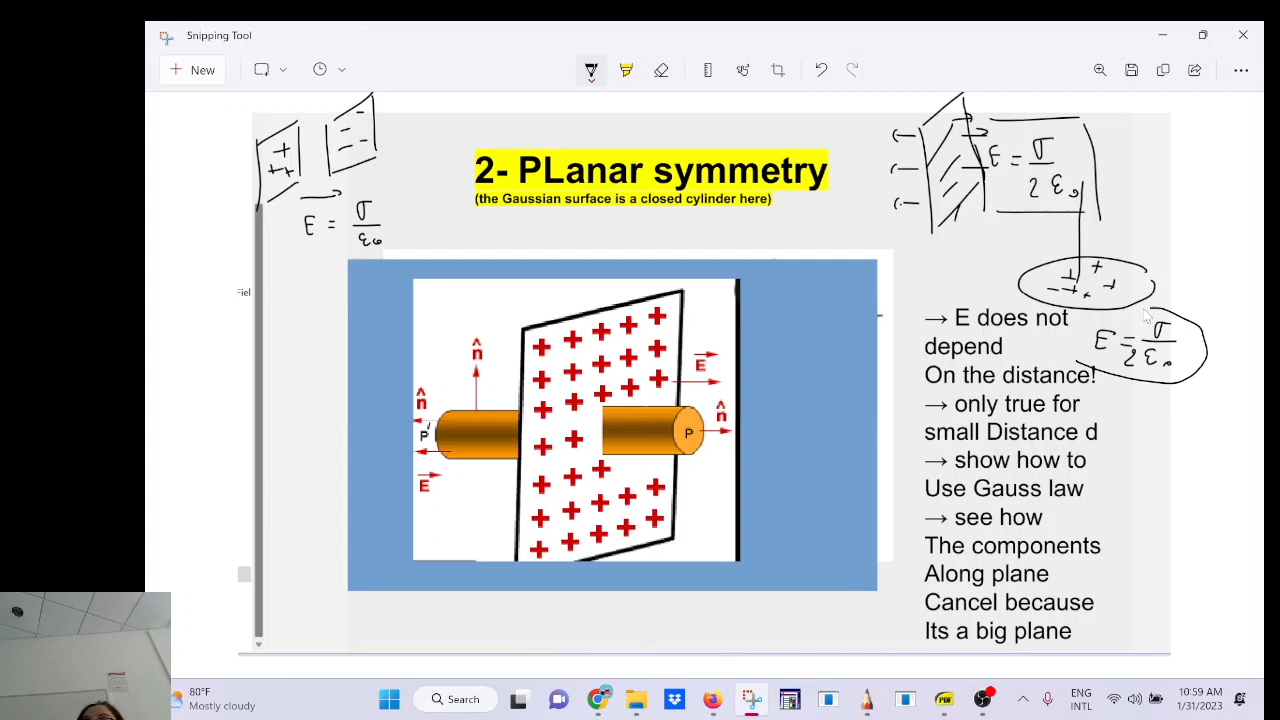 Snipping Tool
New
2- PLanar symmetry
(the Gaussian surface is a closed cylinder here)
+
++
- -
- -
E = σ/ε₀
E = σ/2ε₀
Fiel
n̂
n̂
P'
E
E
n̂
P
+ + + + + +
E = σ/2ε₀
→ E does not
depend
On the distance!
→ only true for
small Distance d
→ show how to
Use Gauss law
→ see how
The components
Along plane
Cancel because
Its a big plane
80°F
Mostly cloudy
Search
ENG
INTL
10:59 AM
1/31/2023